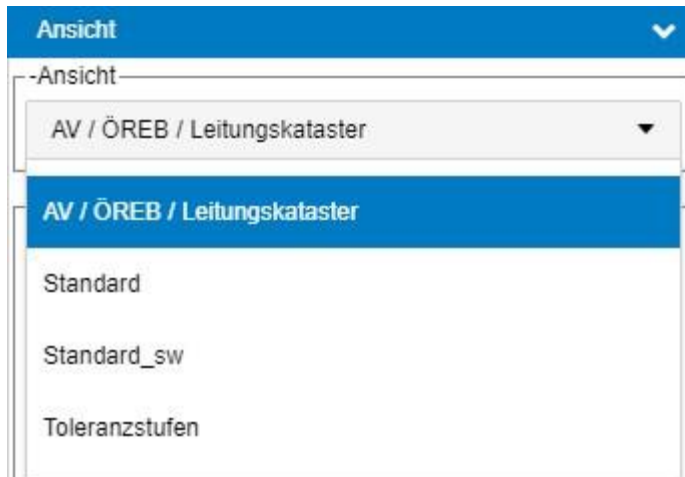 Ansicht
-Ansicht
AV / ÖREB / Leitungskataster
AV / ÖREB / Leitungskataster
Standard
Standard_sw
Toleranzstufen